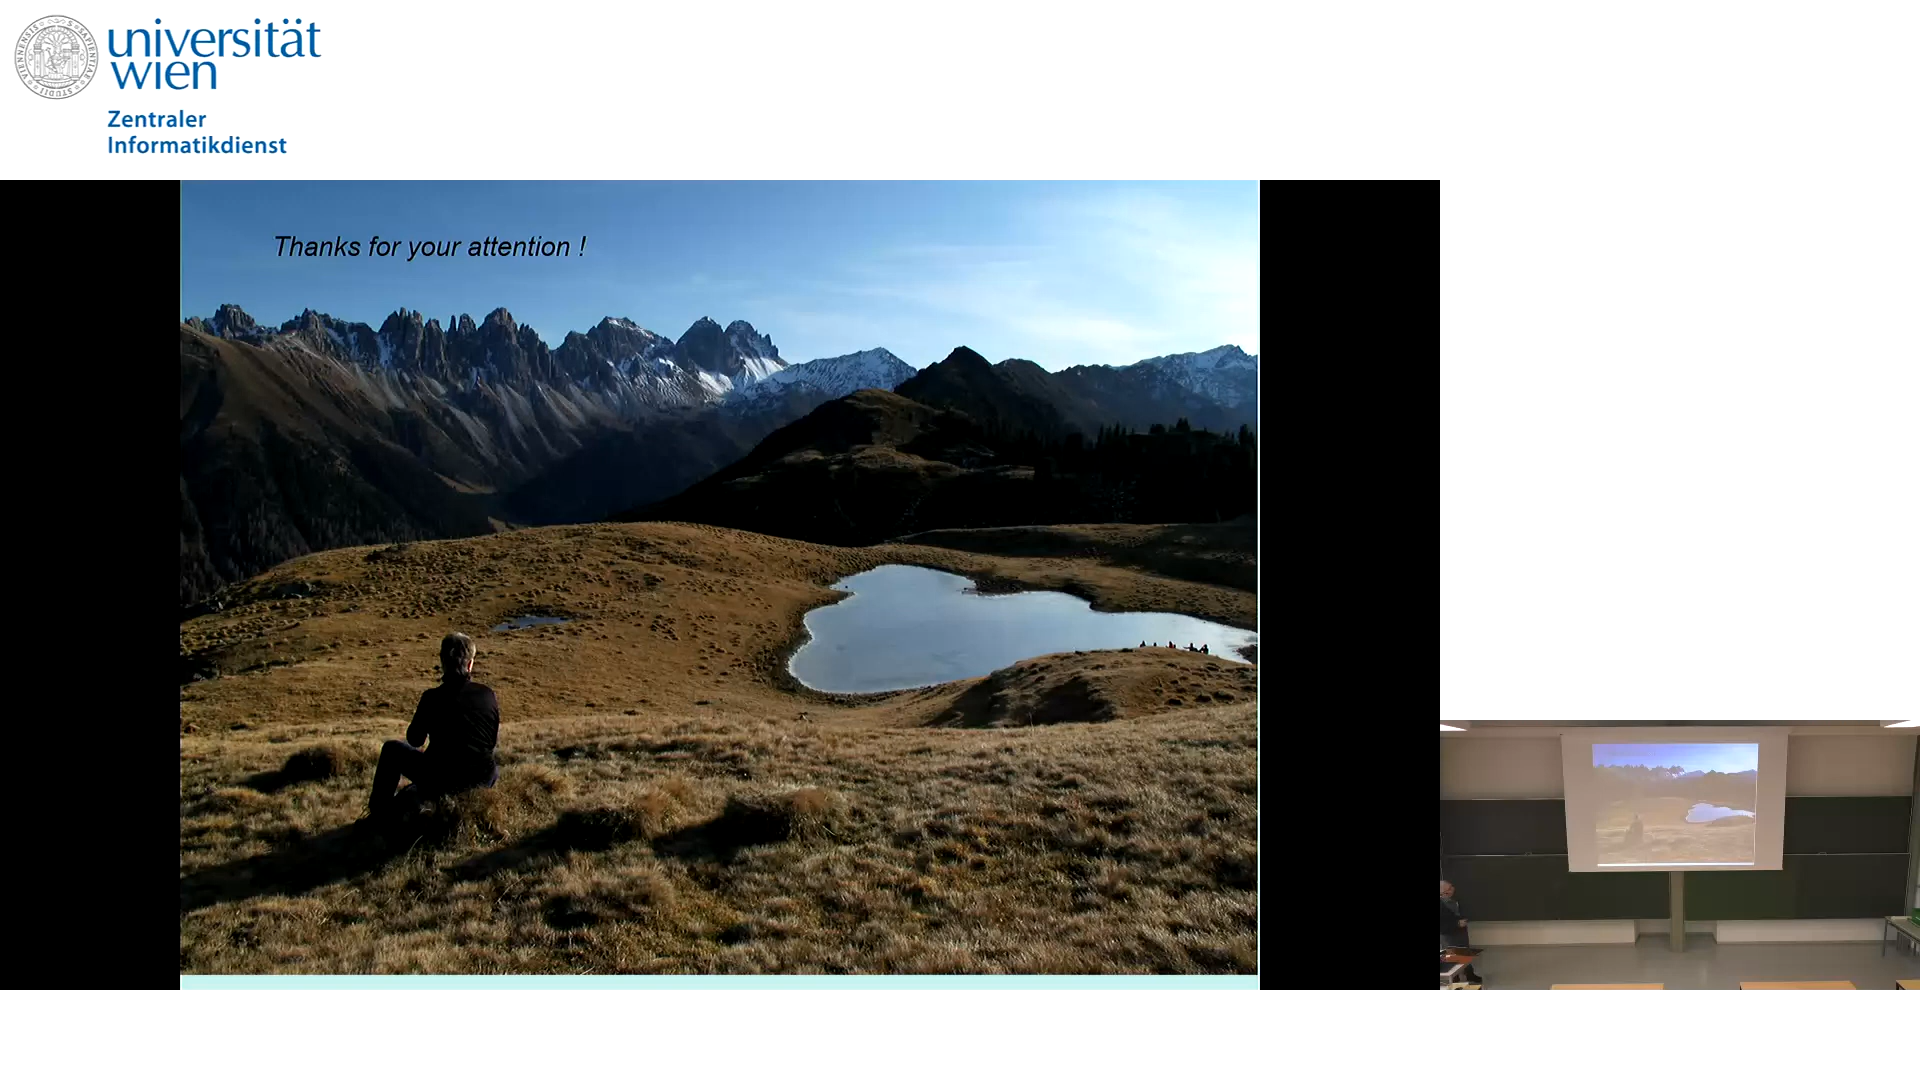 universität
wien
Zentraler
Informatikdienst
Thanks for your attention !